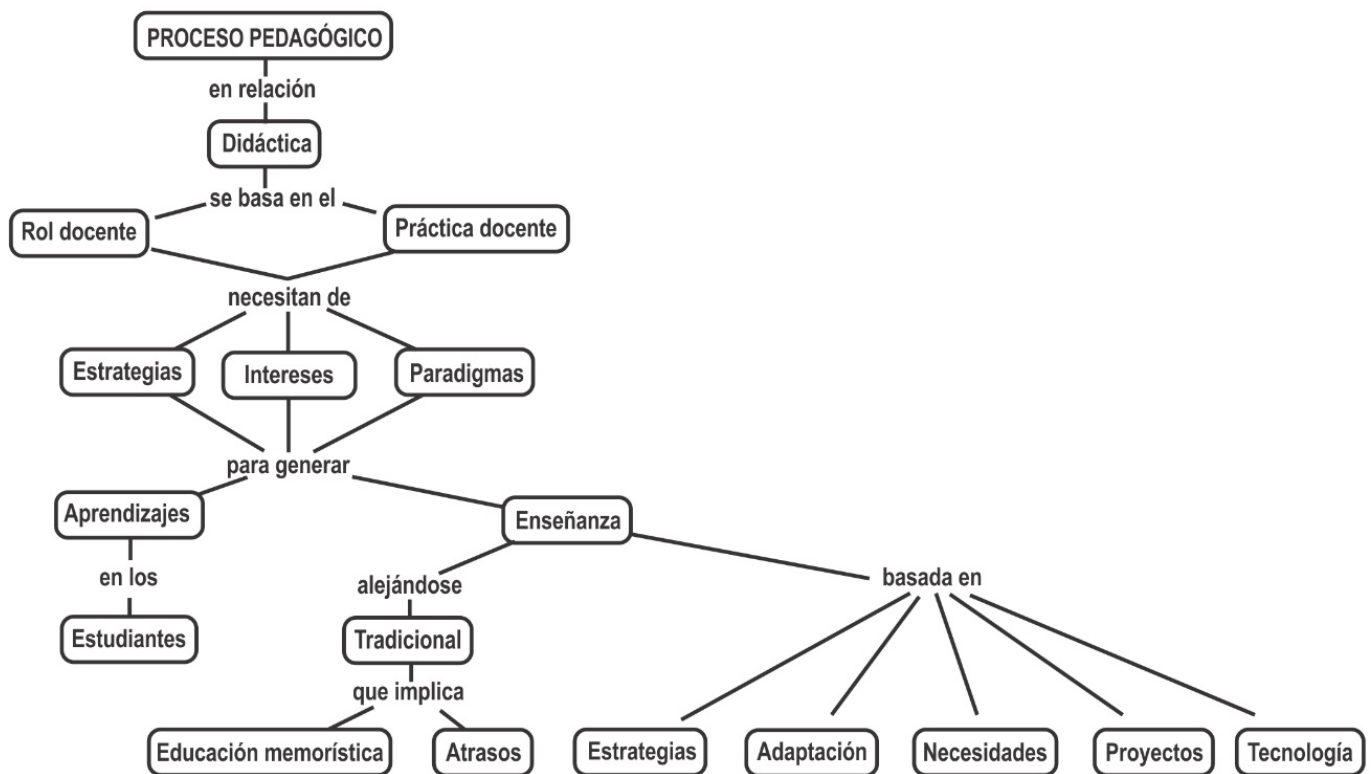 PROCESO PEDAGÓGICO
en relación
Didáctica
se basa en el
Rol docente
Práctica docente
necesitan de
Estrategias
Intereses
Paradigmas
para generar
Aprendizajes
Enseñanza
en los
alejándose
basada en
Estudiantes
Tradicional
que implica
Educación memorística
Atrasos
Estrategias
Adaptación
Necesidades
Proyectos
Tecnología